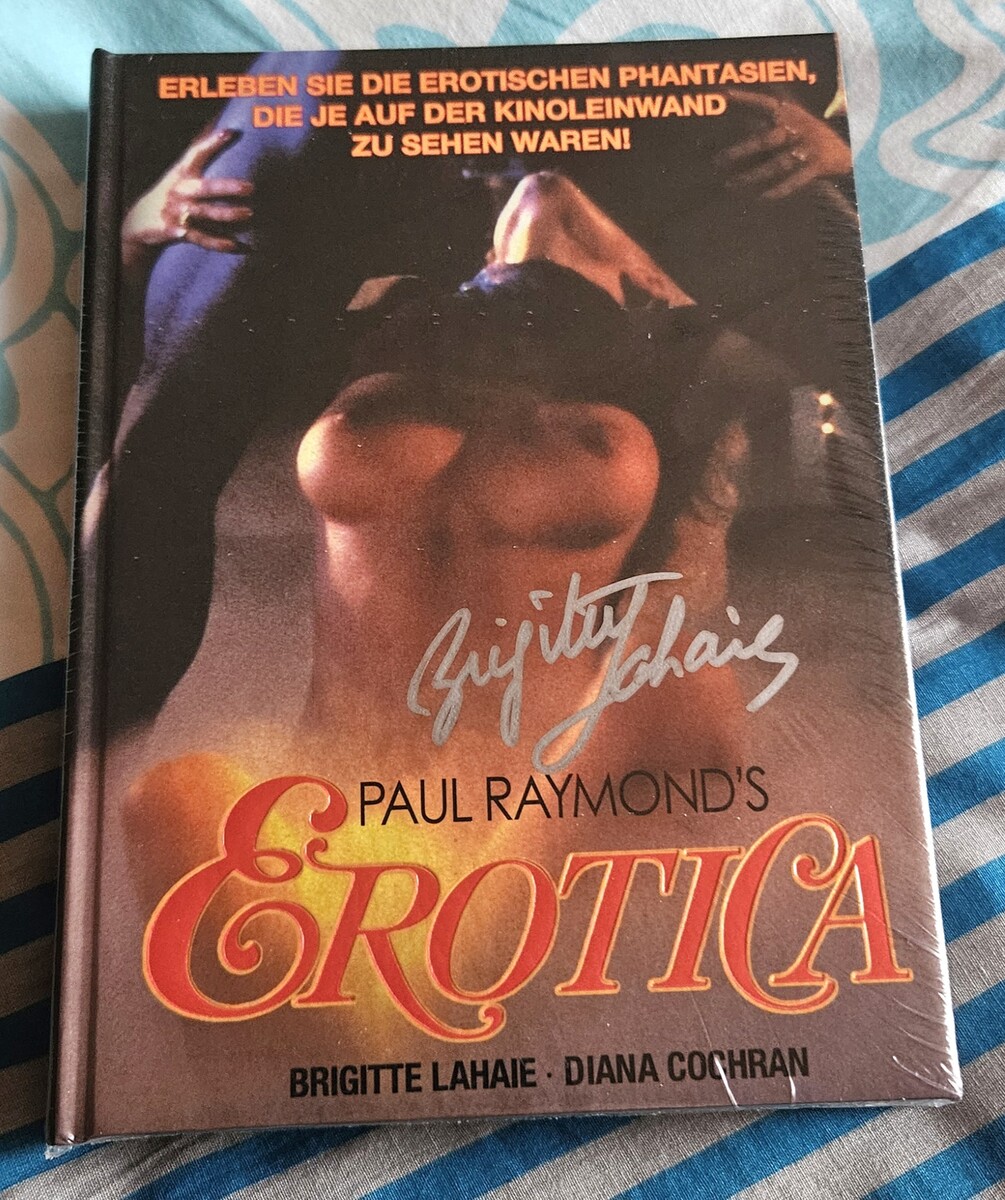 ERLEBEN SIE DIE EROTISCHEN PHANTASIEN,
DIE JE AUF DER KINOLEINWAND
ZU SEHEN WAREN!
Brigitte Lahaie
PAUL RAYMOND'S
EROTICA
BRIGITTE LAHAIE · DIANA COCHRAN